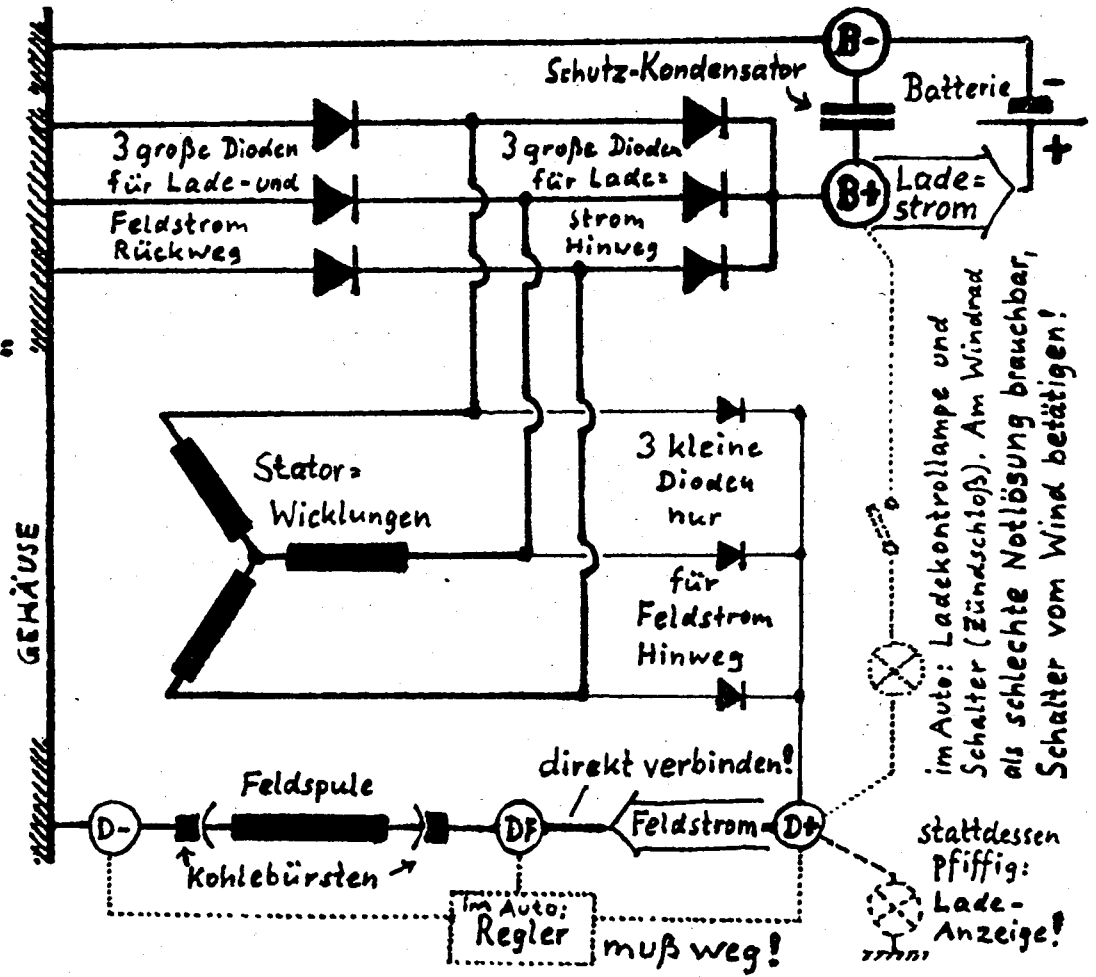 B-
Schutz-Kondensator
Batterie
-
+
3 große Dioden
für Lade- und
Feldstrom
Rückweg
3 große Dioden
für Lade=
strom
Hinweg
B+
Lade=
strom
"
GEHÄUSE
Stator=
Wicklungen
3 kleine
Dioden
nur
für
Feldstrom
Hinweg
im Auto: Ladekontrollampe und
Schalter (Zündschloß). Am Windrad
als schlechte Notlösung brauchbar,
Schalter vom Wind betätigen!
direkt verbinden!
Feldspule
D-
DF
Feldstrom
D+
Kohlebürsten
im Auto:
Regler
muß weg!
stattdessen
pfiffig:
Lade-
Anzeige!